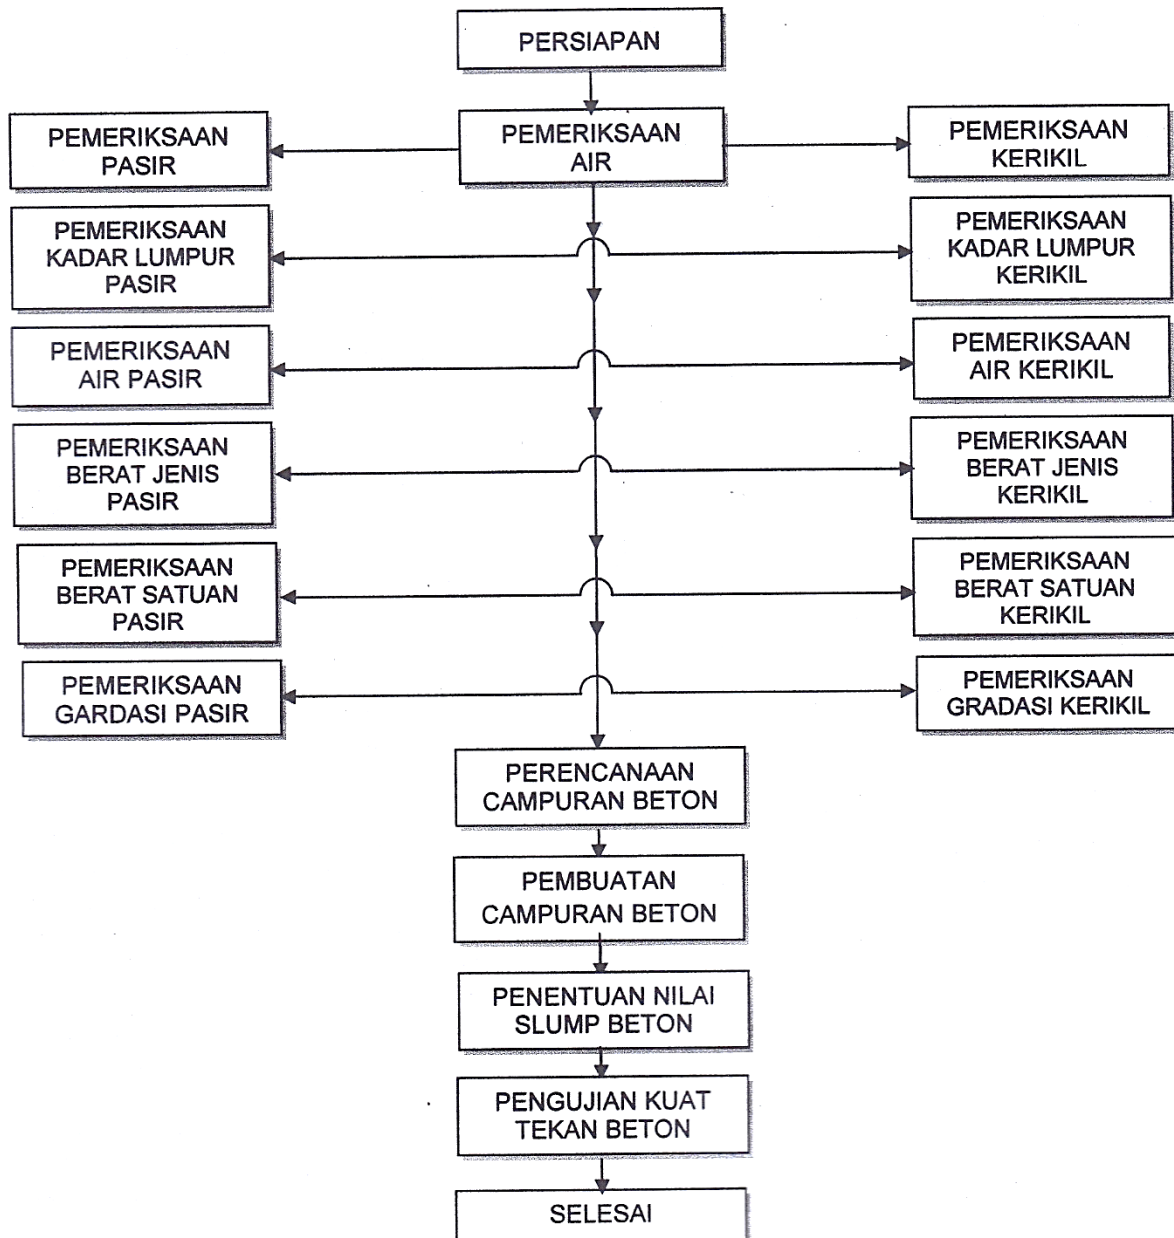 PERSIAPAN
PEMERIKSAAN
PASIR
PEMERIKSAAN
AIR
PEMERIKSAAN
KERIKIL
PEMERIKSAAN
KADAR LUMPUR
PASIR
PEMERIKSAAN
KADAR LUMPUR
KERIKIL
PEMERIKSAAN
AIR PASIR
PEMERIKSAAN
AIR KERIKIL
PEMERIKSAAN
BERAT JENIS
PASIR
PEMERIKSAAN
BERAT JENIS
KERIKIL
PEMERIKSAAN
BERAT SATUAN
PASIR
PEMERIKSAAN
BERAT SATUAN
KERIKIL
PEMERIKSAAN
GARDASI PASIR
PEMERIKSAAN
GRADASI KERIKIL
PERENCANAAN
CAMPURAN BETON
PEMBUATAN
CAMPURAN BETON
PENENTUAN NILAI
SLUMP BETON
PENGUJIAN KUAT
TEKAN BETON
SELESAI